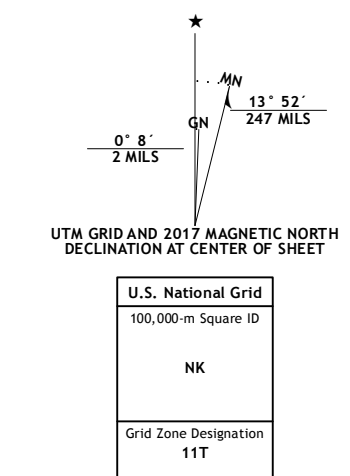 ★
MN
13° 52´
247 MILS
GN
0° 8´
2 MILS
UTM GRID AND 2017 MAGNETIC NORTH
DECLINATION AT CENTER OF SHEET
U.S. National Grid
100,000-m Square ID
NK
Grid Zone Designation
11T